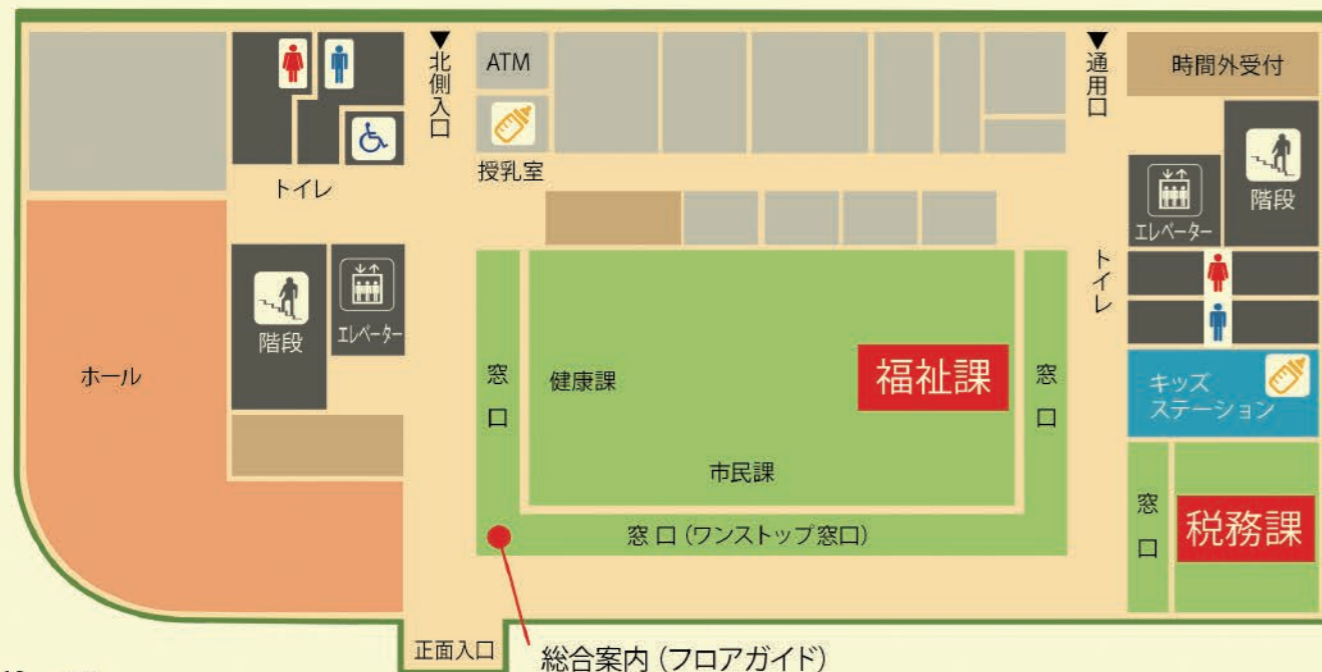 北側入口
ATM
通用口
時間外受付
授乳室
トイレ
階段
エレベーター
トイレ
階段
エレベーター
ホール
窓口
健康課
福祉課
窓口
キッズ
ステーション
市民課
窓口(ワンストップ窓口)
窓口
税務課
正面入口
総合案内(フロアガイド)